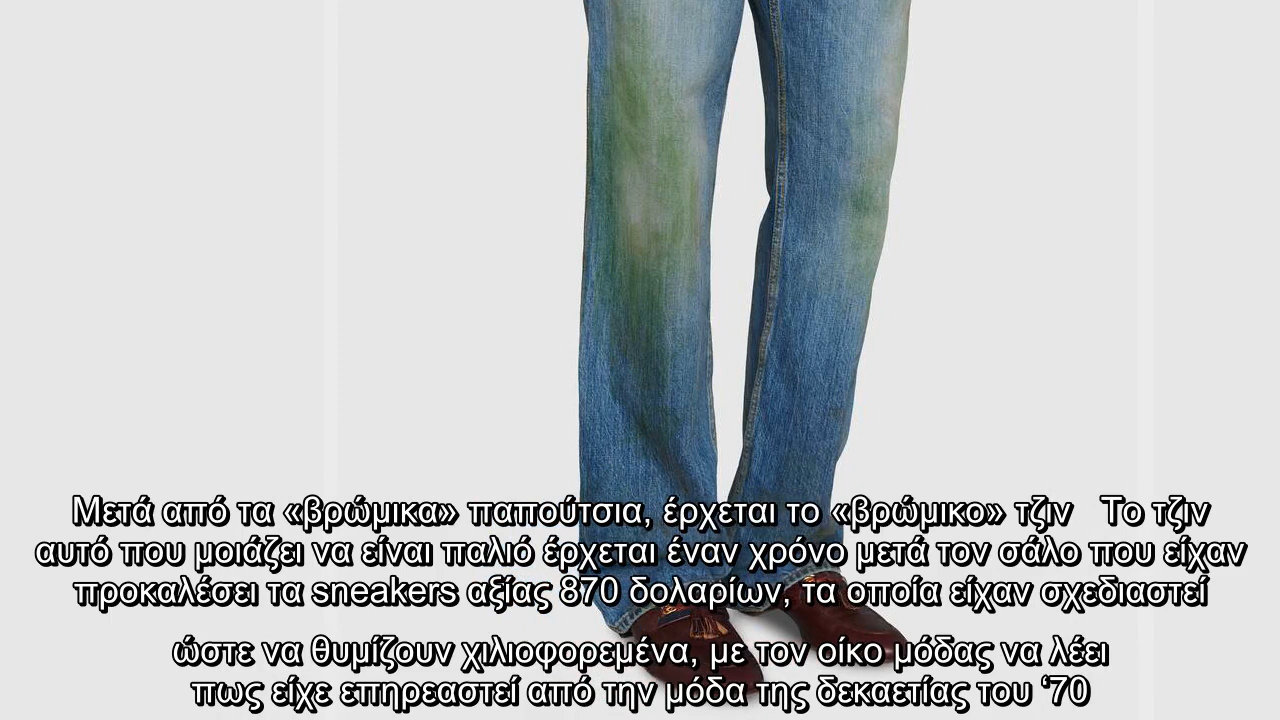 Μετά από τα «βρώμικα» παπούτσια, έρχεται το «βρώμικο» τζιν   Το τζιν
αυτό που μοιάζει να είναι παλιό έρχεται έναν χρόνο μετά τον σάλο που είχαν
προκαλέσει τα sneakers αξίας 870 δολαρίων, τα οποία είχαν σχεδιαστεί
ώστε να θυμίζουν χιλιοφορεμένα, με τον οίκο μόδας να λέει
πως είχε επηρεαστεί από την μόδα της δεκαετίας του ‘70